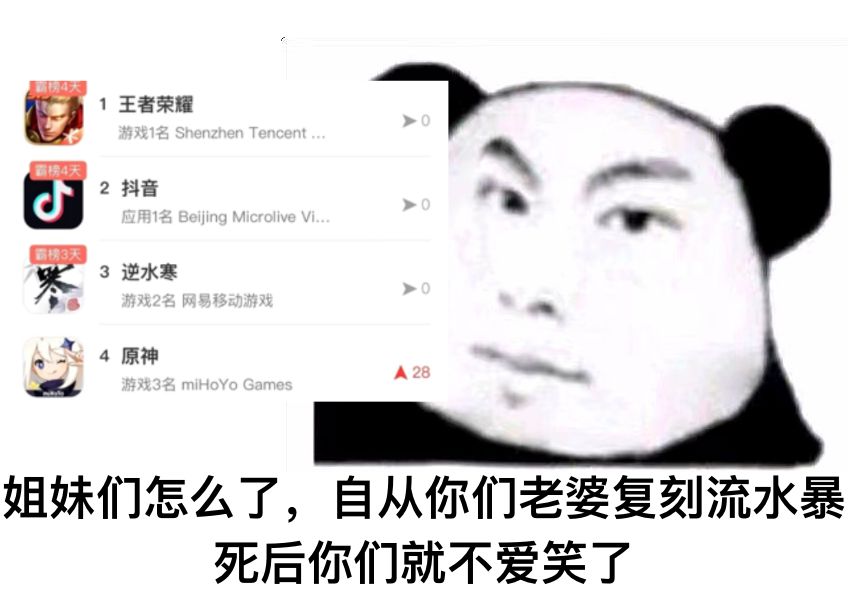 霸榜4天
1 王者荣耀
游戏1名 Shenzhen Tencent ...
0
霸榜4天
2 抖音
应用1名 Beijing Microlive Vi...
0
霸榜3天
寒
3 逆水寒
游戏2名 网易移动游戏
0
4 原神
游戏3名 miHoYo Games
28
miHoYo
姐妹们怎么了，自从你们老婆复刻流水暴
死后你们就不爱笑了